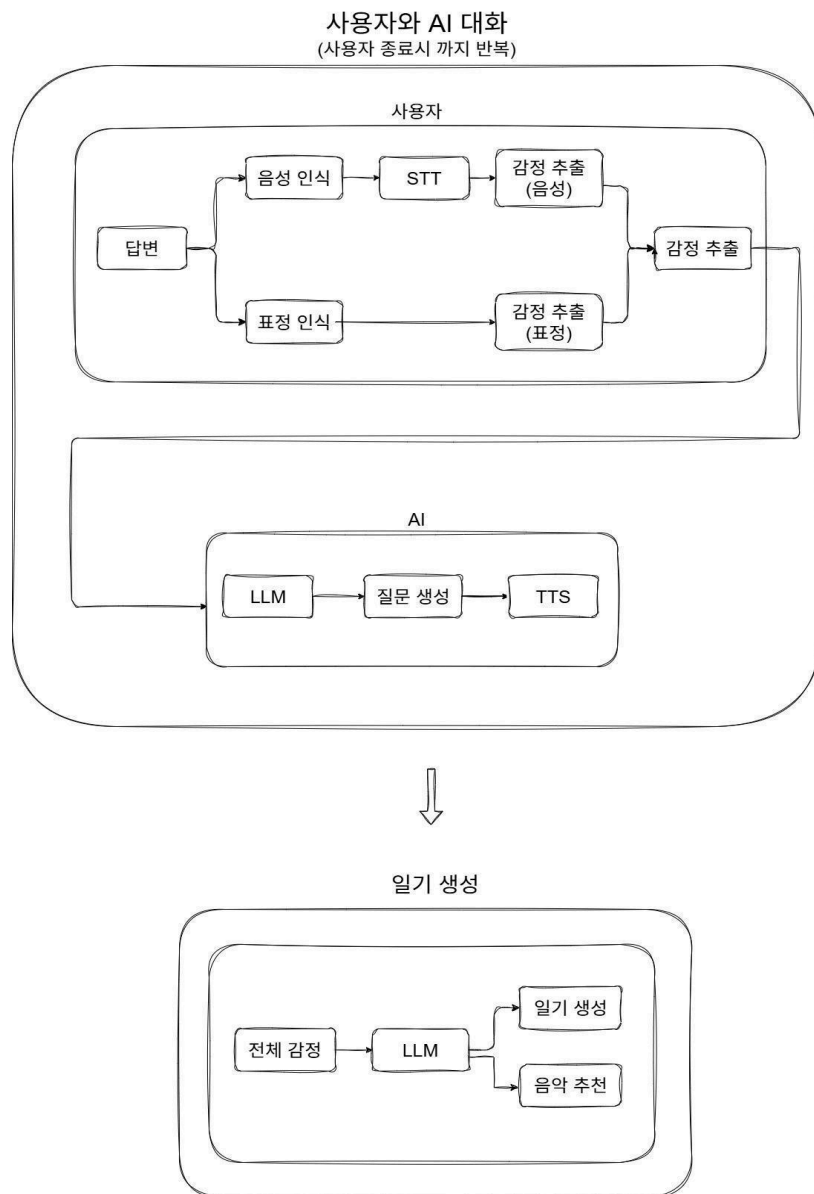 사용자와 AI 대화
(사용자 종료시 까지 반복)
사용자
답변
음성 인식
STT
감정 추출
(음성)
표정 인식
감정 추출
(표정)
감정 추출
AI
LLM
질문 생성
TTS
일기 생성
전체 감정
LLM
일기 생성
음악 추천